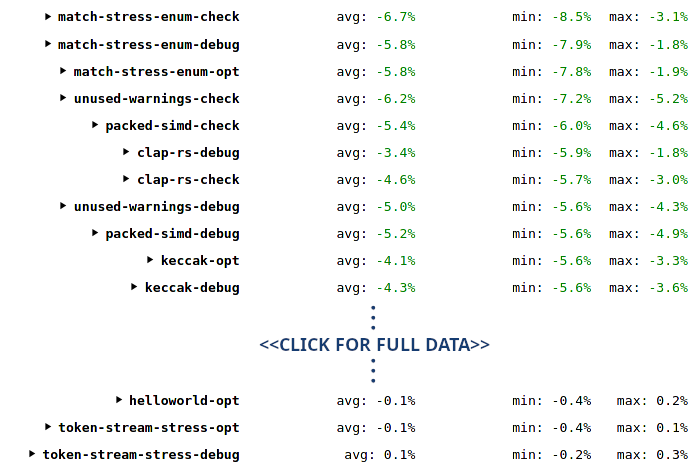 ▸ match-stress-enum-check avg: -6.7% min: -8.5% max: -3.1%
▸ match-stress-enum-debug avg: -5.8% min: -7.9% max: -1.8%
▸ match-stress-enum-opt avg: -5.8% min: -7.8% max: -1.9%
▸ unused-warnings-check avg: -6.2% min: -7.2% max: -5.2%
▸ packed-simd-check avg: -5.4% min: -6.0% max: -4.6%
▸ clap-rs-debug avg: -3.4% min: -5.9% max: -1.8%
▸ clap-rs-check avg: -4.6% min: -5.7% max: -3.0%
▸ unused-warnings-debug avg: -5.0% min: -5.6% max: -4.3%
▸ packed-simd-debug avg: -5.2% min: -5.6% max: -4.9%
▸ keccak-opt avg: -4.1% min: -5.6% max: -3.3%
▸ keccak-debug avg: -4.3% min: -5.6% max: -3.6%
<<CLICK FOR FULL DATA>>
▸ helloworld-opt avg: -0.1% min: -0.4% max: 0.2%
▸ token-stream-stress-opt avg: -0.1% min: -0.4% max: 0.1%
▸ token-stream-stress-debug avg: 0.1% min: -0.2% max: 0.3%